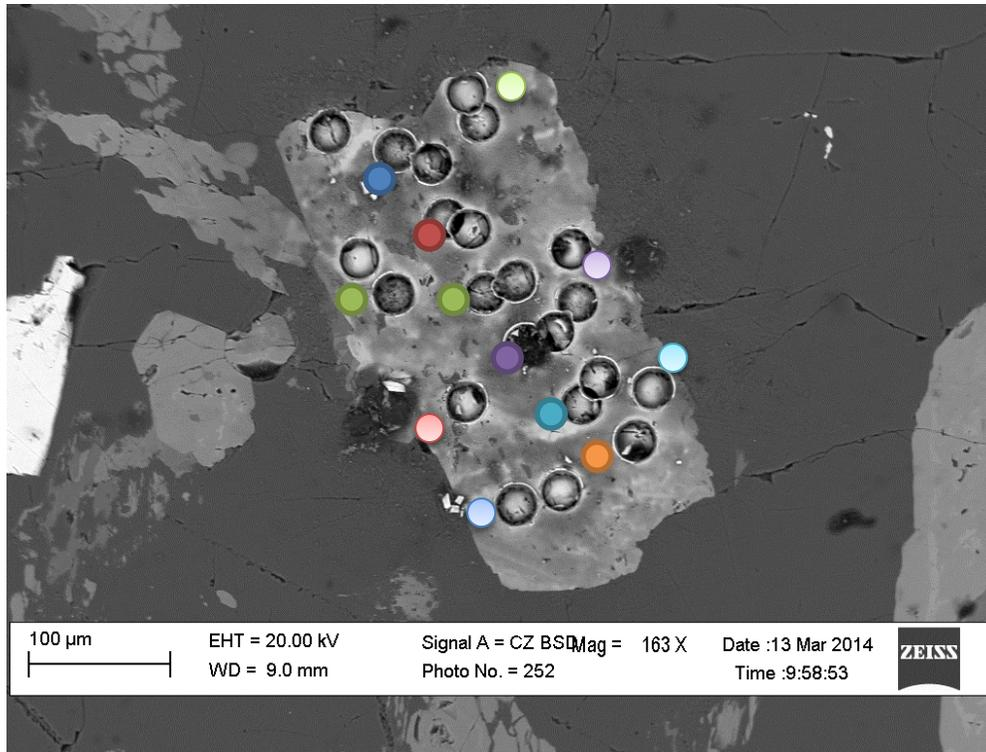 100 µm
EHT = 20.00 kV
WD = 9.0 mm
Signal A = CZ BSD
Mag = 163 X
Photo No. = 252
Date :13 Mar 2014
Time :9:58:53
ZEISS